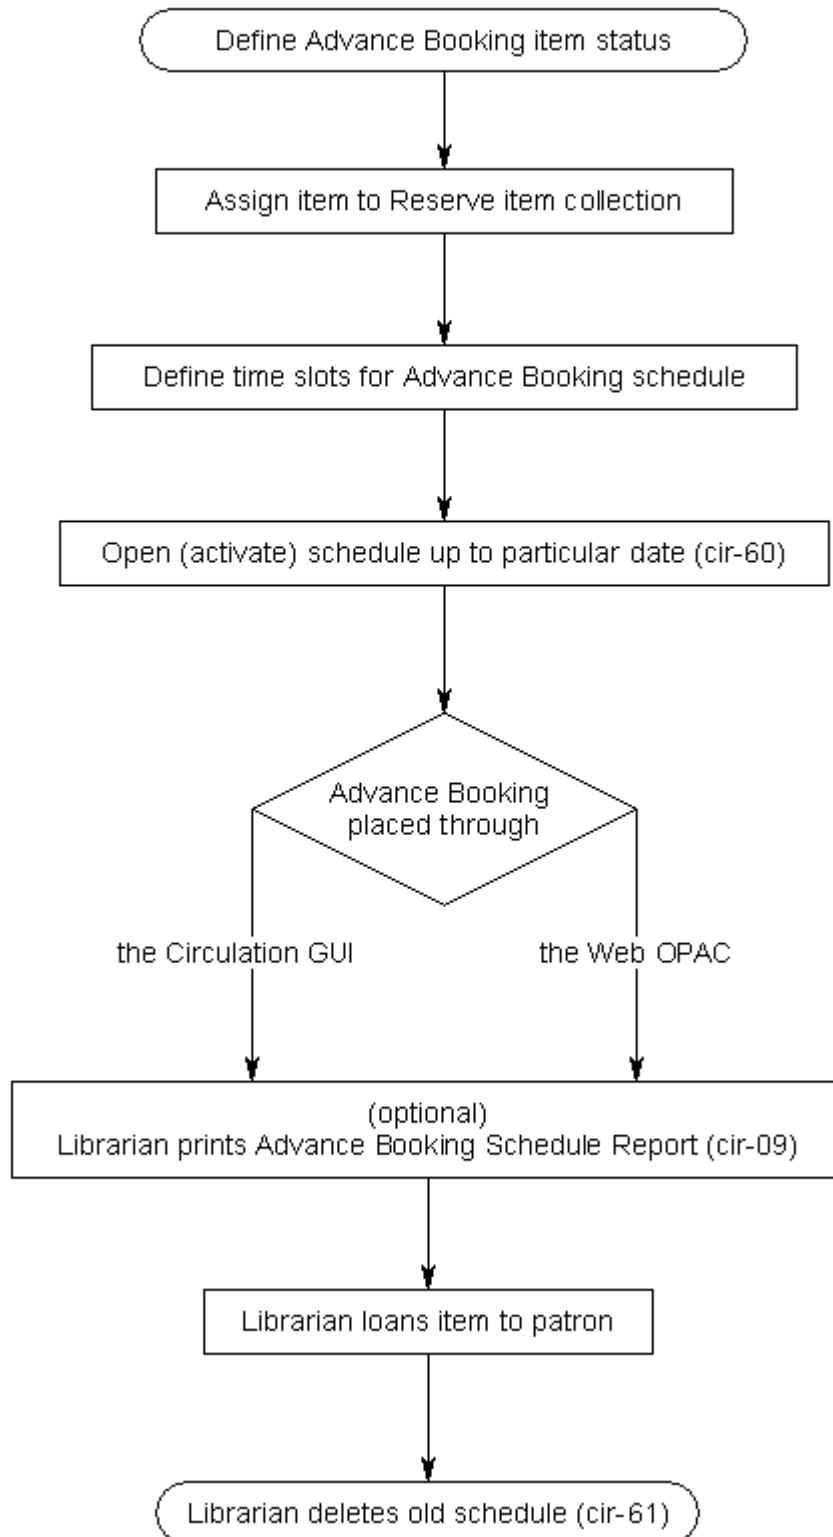 Define Advance Booking item status
Assign item to Reserve item collection
Define time slots for Advance Booking schedule
Open (activate) schedule up to particular date (cir-60)
Advance Booking
placed through
the Circulation GUI
the Web OPAC
(optional)
Librarian prints Advance Booking Schedule Report (cir-09)
Librarian loans item to patron
Librarian deletes old schedule (cir-61)